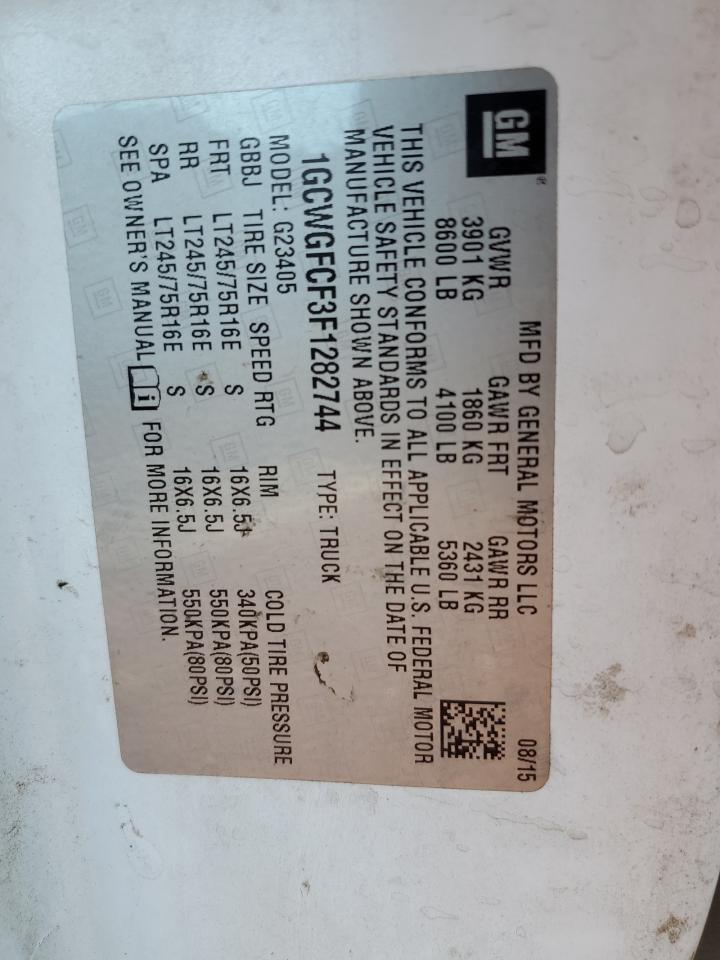 GM®
MFD BY GENERAL MOTORS LLC 08/15
GVWR GAWR FRT GAWR RR
3901 KG 1860 KG 2431 KG
8600 LB 4100 LB 5360 LB
THIS VEHICLE CONFORMS TO ALL APPLICABLE U.S. FEDERAL MOTOR
VEHICLE SAFETY STANDARDS IN EFFECT ON THE DATE OF
MANUFACTURE SHOWN ABOVE.
1GCWGFCF3F1282744 TYPE: TRUCK
MODEL: G23405
GBBJ TIRE SIZE SPEED RTG RIM COLD TIRE PRESSURE
FRT LT245/75R16E S 16X6.5J 340KPA(50PSI)
RR LT245/75R16E S 16X6.5J 550KPA(80PSI)
SPA LT245/75R16E S 16X6.5J 550KPA(80PSI)
SEE OWNER'S MANUAL FOR MORE INFORMATION.